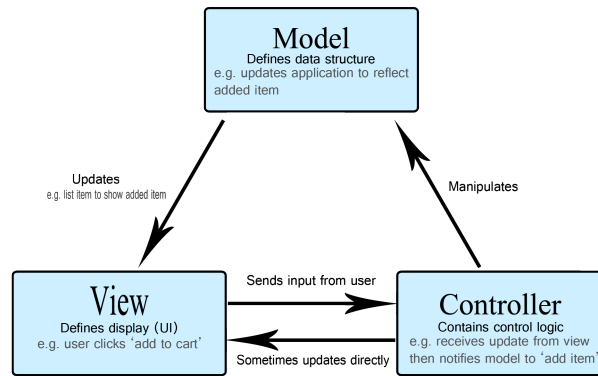 Model
Defines data structure
e.g. updates application to reflect
added item
Updates
e.g. list item to show added item
Manipulates
View
Defines display (UI)
e.g. user clicks ‘add to cart’
Sends input from user
Sometimes updates directly
Controller
Contains control logic
e.g. receives update from view
then notifies model to ‘add item’